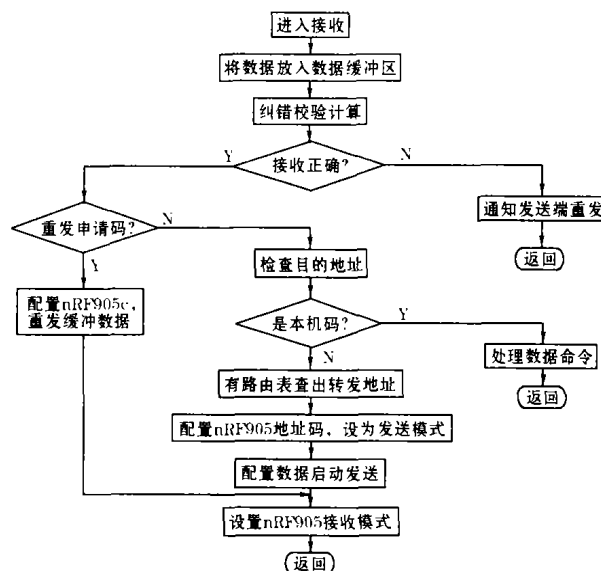 进入接收
将数据放入数据缓冲区
纠错校验计算
接收正确?
Y
N
重发申请码?
N
Y
通知发送端重发
返回
检查目的地址
配置nRF905c,
重发缓冲数据
是本机码?
Y
N
处理数据命令
返回
有路由表查出转发地址
配置nRF905地址码，设为发送模式
配置数据启动发送
设置nRF905接收模式
返回